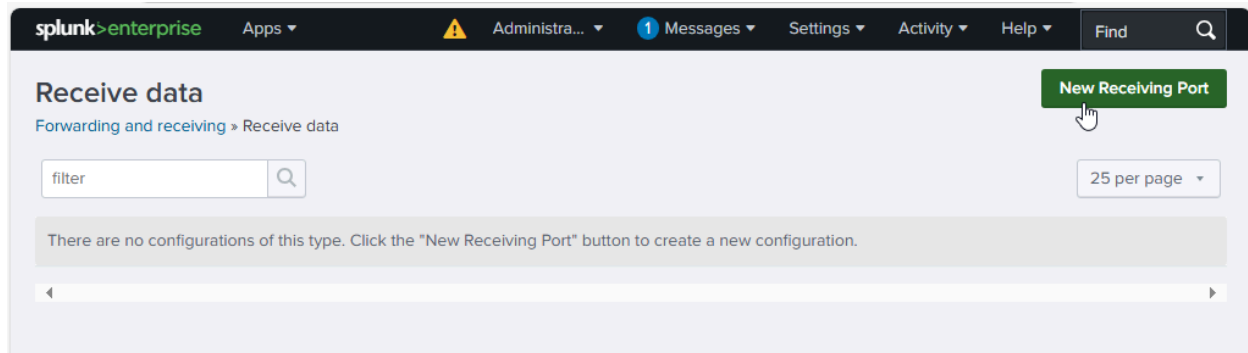 splunk>enterprise Apps Administra... 1 Messages Settings Activity Help Find
Receive data
New Receiving Port
Forwarding and receiving » Receive data
filter
25 per page
There are no configurations of this type. Click the "New Receiving Port" button to create a new configuration.